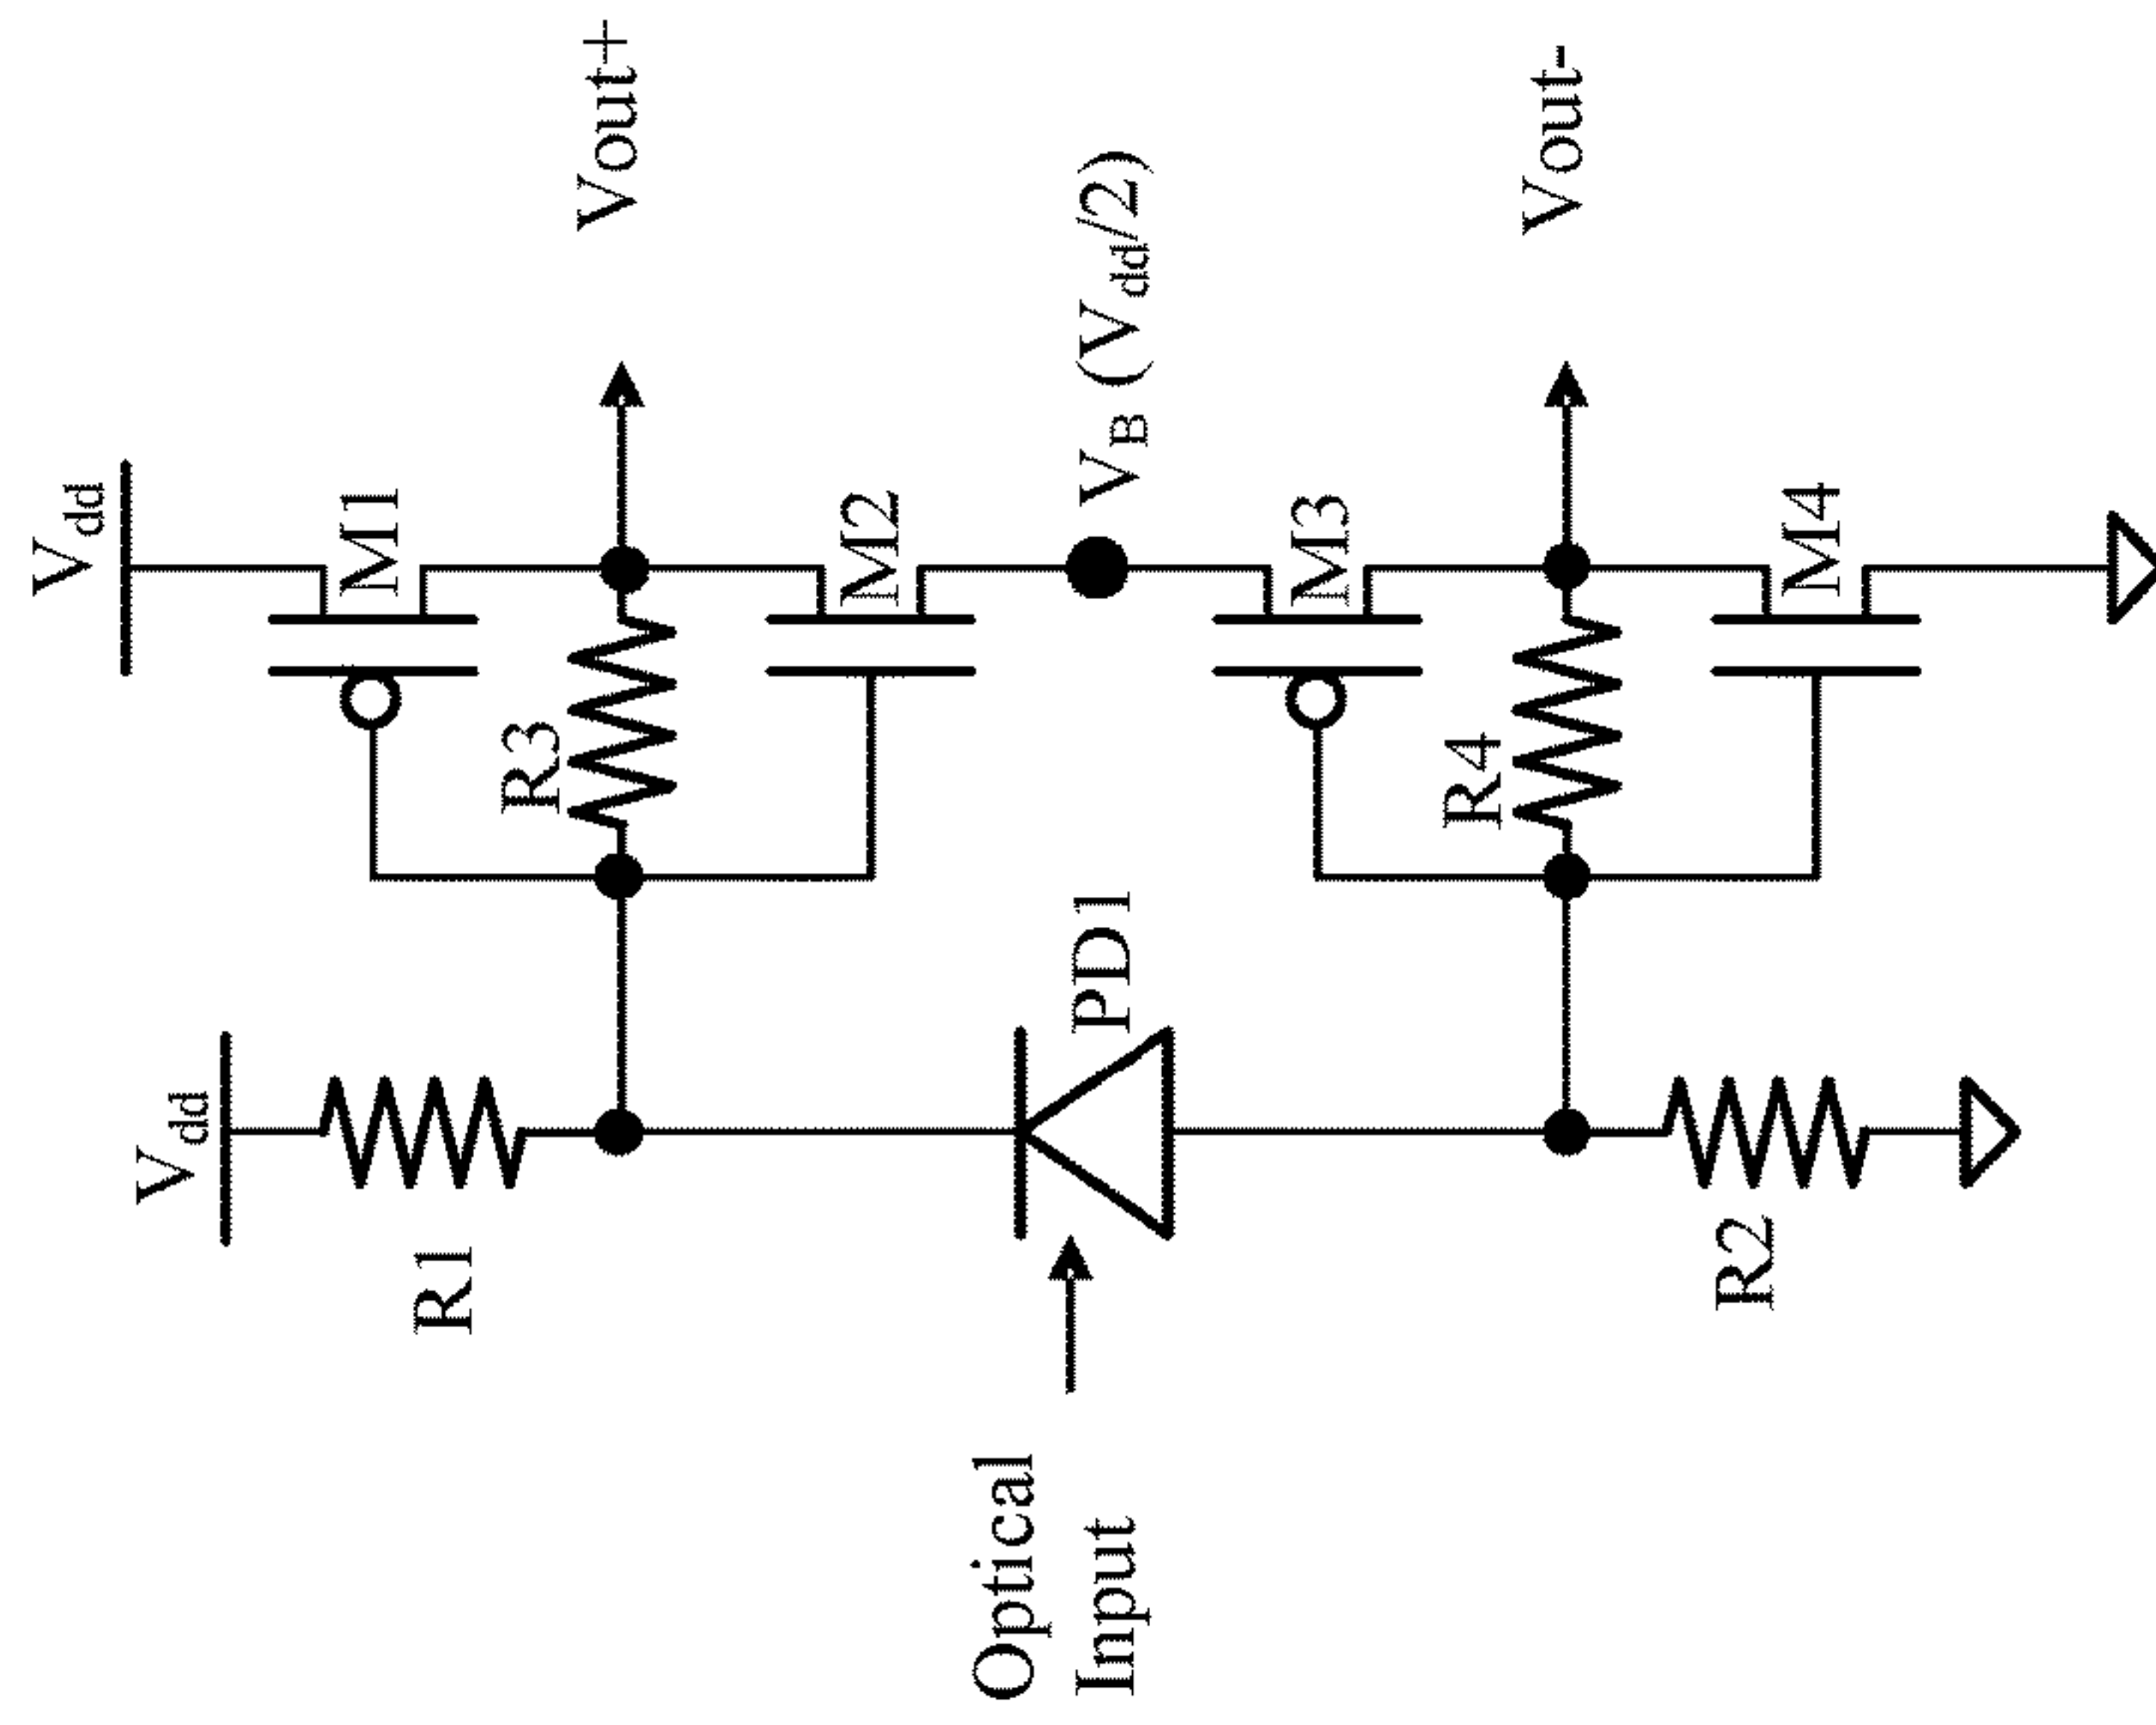 Vdd
Vdd
R1
M1
R3
Vout+
M2
Optical
Input
PD1
VB (Vdd/2)
M3
R4
Vout-
R2
M4